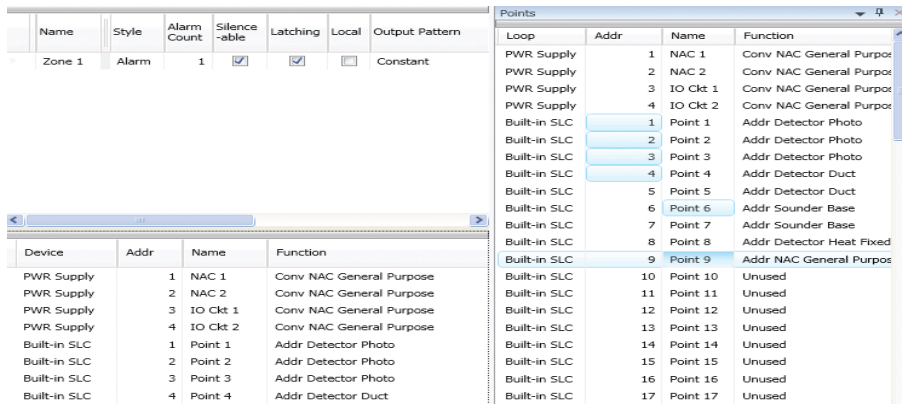 Name Style Alarm Count Silence -able Latching Local Output Pattern
Zone 1 Alarm 1 Constant
Device Addr Name Function
PWR Supply 1 NAC 1 Conv NAC General Purpose
PWR Supply 2 NAC 2 Conv NAC General Purpose
PWR Supply 3 IO Ckt 1 Conv NAC General Purpose
PWR Supply 4 IO Ckt 2 Conv NAC General Purpose
Built-in SLC 1 Point 1 Addr Detector Photo
Built-in SLC 2 Point 2 Addr Detector Photo
Built-in SLC 3 Point 3 Addr Detector Photo
Built-in SLC 4 Point 4 Addr Detector Duct
Points
Loop Addr Name Function
PWR Supply 1 NAC 1 Conv NAC General Purpos
PWR Supply 2 NAC 2 Conv NAC General Purpos
PWR Supply 3 IO Ckt 1 Conv NAC General Purpos
PWR Supply 4 IO Ckt 2 Conv NAC General Purpos
Built-in SLC 1 Point 1 Addr Detector Photo
Built-in SLC 2 Point 2 Addr Detector Photo
Built-in SLC 3 Point 3 Addr Detector Photo
Built-in SLC 4 Point 4 Addr Detector Duct
Built-in SLC 5 Point 5 Addr Detector Duct
Built-in SLC 6 Point 6 Addr Sounder Base
Built-in SLC 7 Point 7 Addr Sounder Base
Built-in SLC 8 Point 8 Addr Detector Heat Fixed
Built-in SLC 9 Point 9 Addr NAC General Purpos
Built-in SLC 10 Point 10 Unused
Built-in SLC 11 Point 11 Unused
Built-in SLC 12 Point 12 Unused
Built-in SLC 13 Point 13 Unused
Built-in SLC 14 Point 14 Unused
Built-in SLC 15 Point 15 Unused
Built-in SLC 16 Point 16 Unused
Built-in SLC 17 Point 17 Unused